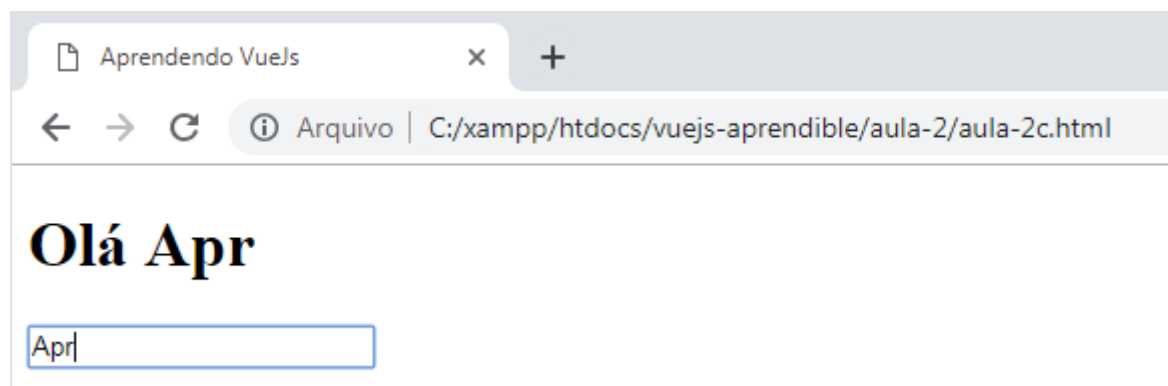 Aprendendo VueJs
Arquivo | C:/xampp/htdocs/vuejs-aprendible/aula-2/aula-2c.html
Olá Apr
Apr